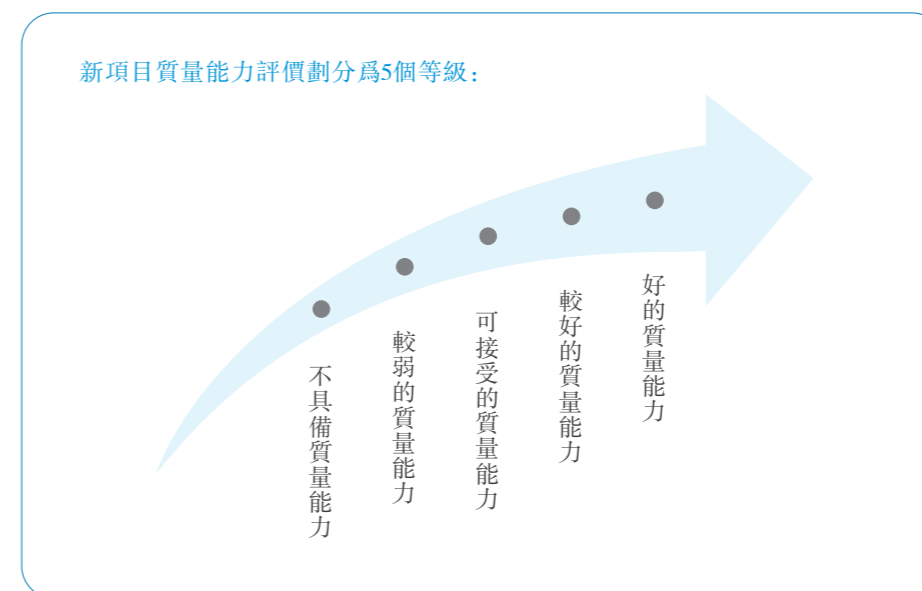 新項目質量能力評價劃分爲5個等級：
不具備質量能力
較弱的質量能力
可接受的質量能力
較好的質量能力
好的質量能力